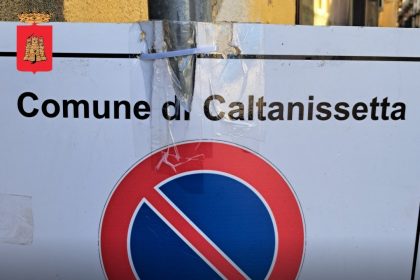 Comune di Caltanissetta